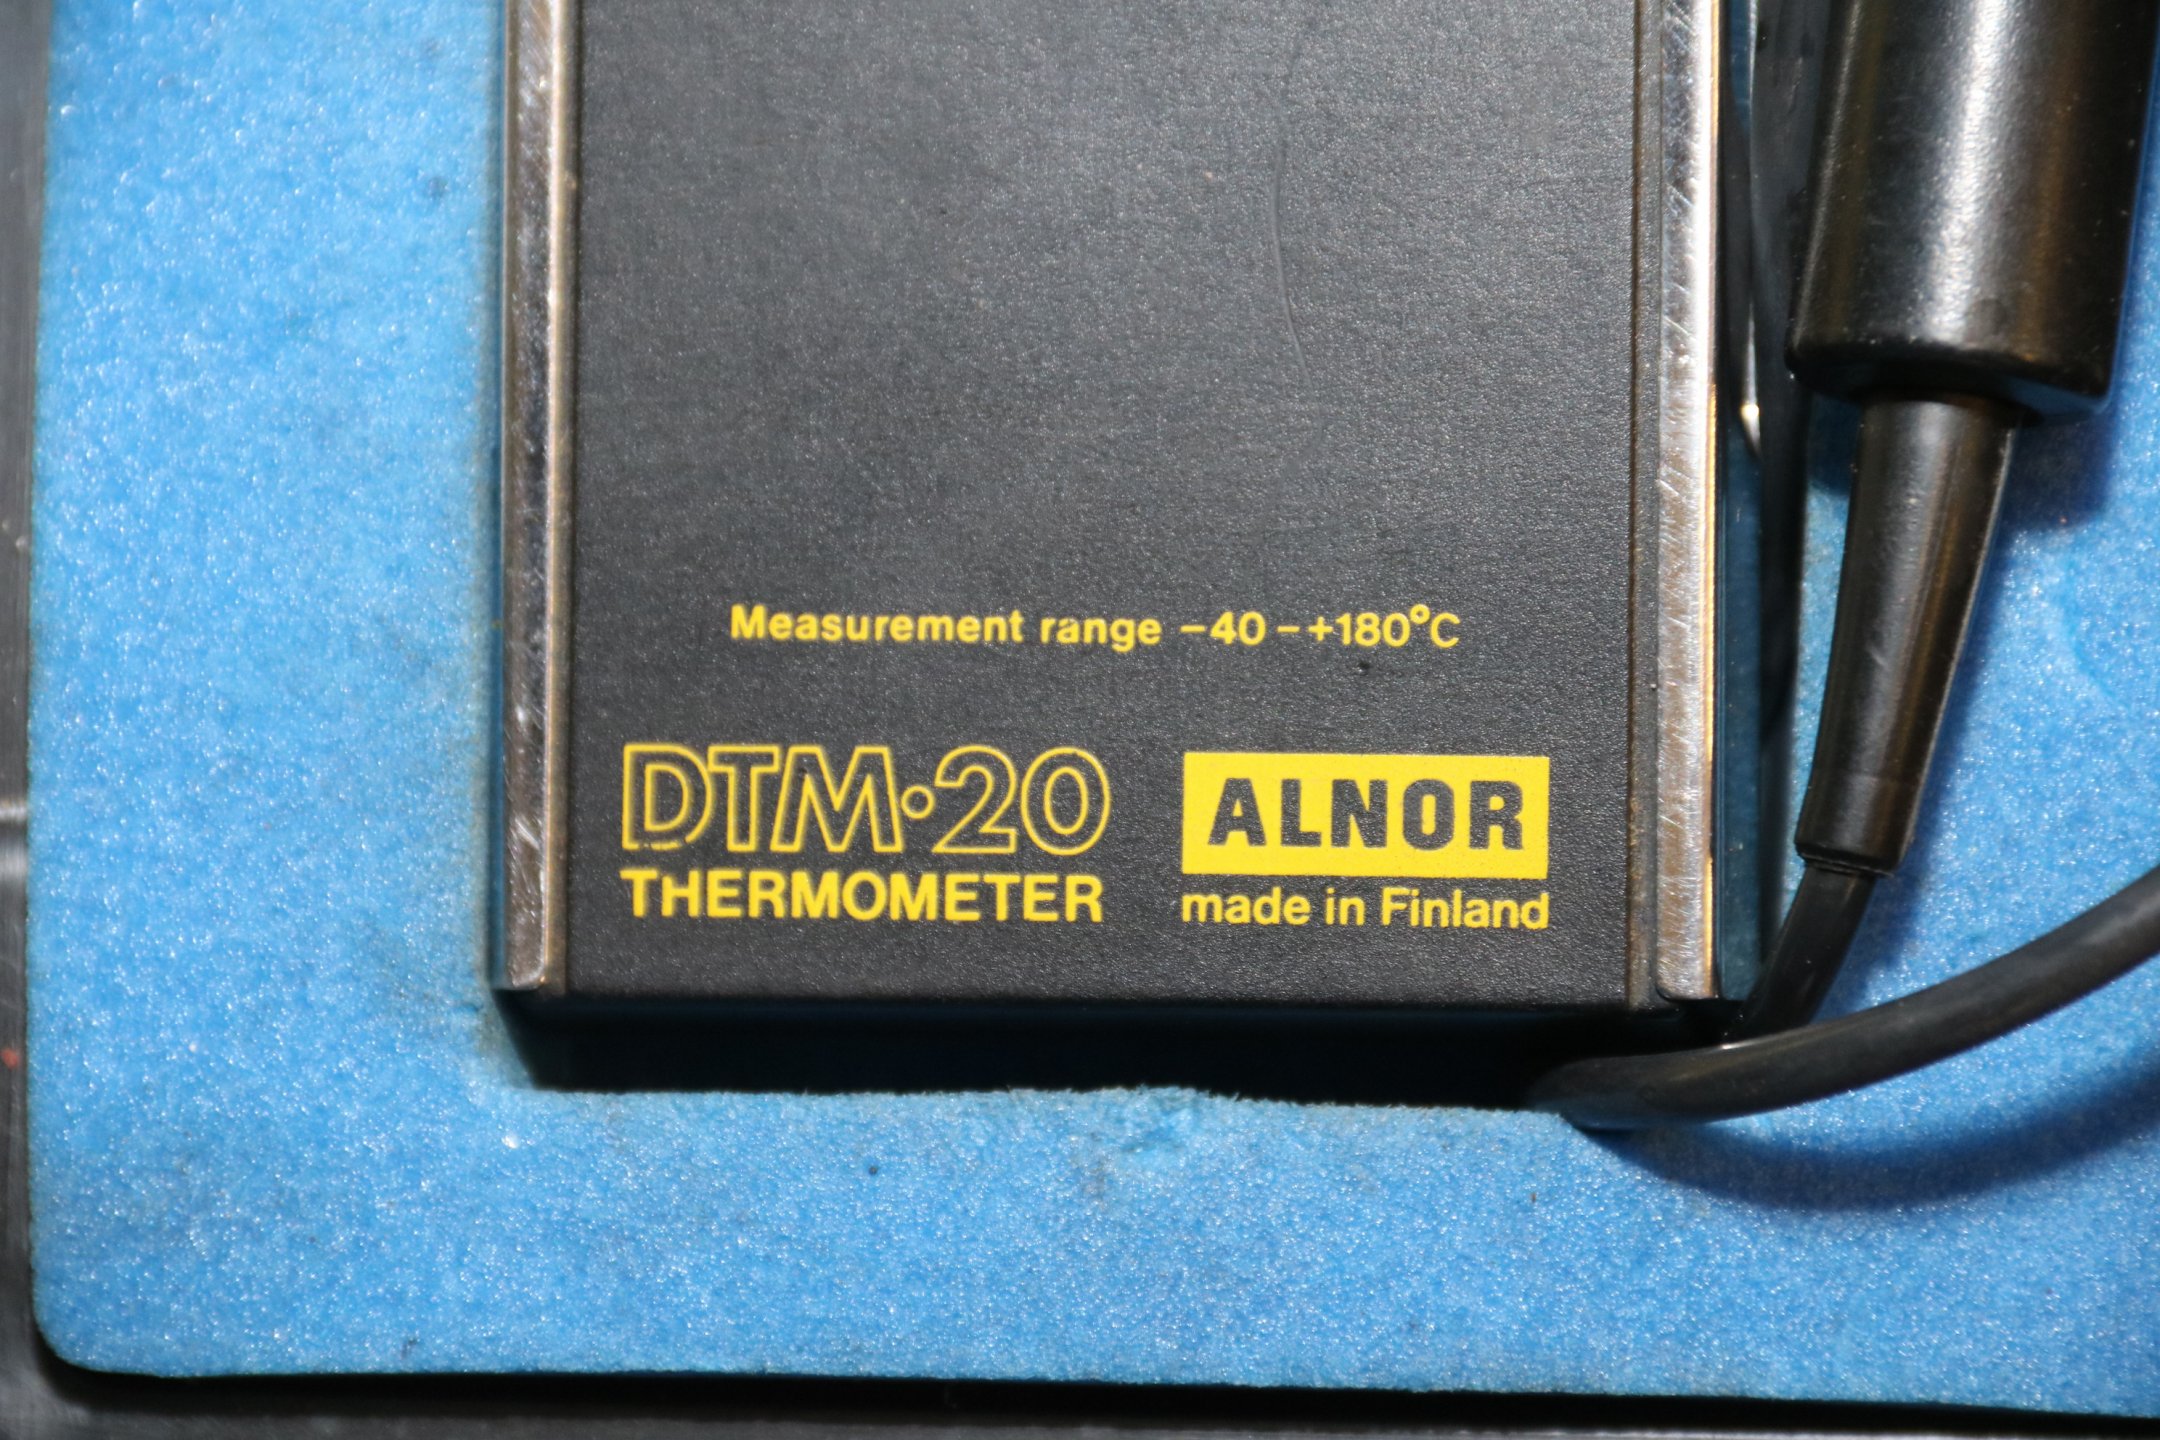 Measurement range -40-+180°C
DTM·20
THERMOMETER
ALNOR
made in Finland